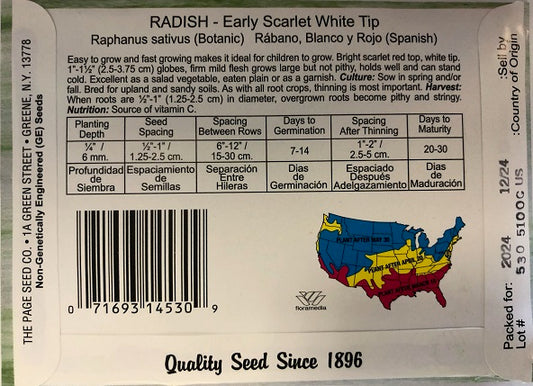 RADISH - Early Scarlet White Tip
Raphanus sativus (Botanic) Rábano, Blanco y Rojo (Spanish)
Easy to grow and fast growing makes it ideal for children to grow. Bright scarlet red top, white tip.
1"-1½" (2.5-3.75 cm) globes, firm mild flesh grows large but not pithy, holds well and can stand
cold. Excellent as a salad vegetable, eaten plain or as a garnish. Culture: Sow in spring and/or
fall. Bred for upland and sandy soils. As with all root crops, thinning is most important. Harvest:
When roots are ½"-1" (1.25-2.5 cm) in diameter, overgrown roots become pithy and stringy.
Nutrition: Source of vitamin C.
Planting Depth | Seed Spacing | Spacing Between Rows | Days to Germination | Spacing After Thinning | Days to Maturity
¼" / 6 mm. | ½"-1" / 1.25-2.5 cm. | 6"-12" / 15-30 cm. | 7-14 | 1"-2" / 2.5-5 cm. | 20-30
Profundidad de Siembra | Espaciamiento de Semillas | Separación Entre Hileras | Dias de Germinación | Espaciado Después Adelgazamiento | Dias de Maduración
PLANT AFTER MAY 30
PLANT AFTER APRIL
PLANT AFTER MARCH
0 71693 14530 9
floramedia
Quality Seed Since 1896
THE PAGE SEED CO. • 1A GREEN STREET • GREENE, N.Y. 13778
Non-Genetically Engineered (GE) Seeds
Packed for: 2024 12/24 :Sell by
Lot # 530 5100G US :Country of Origin